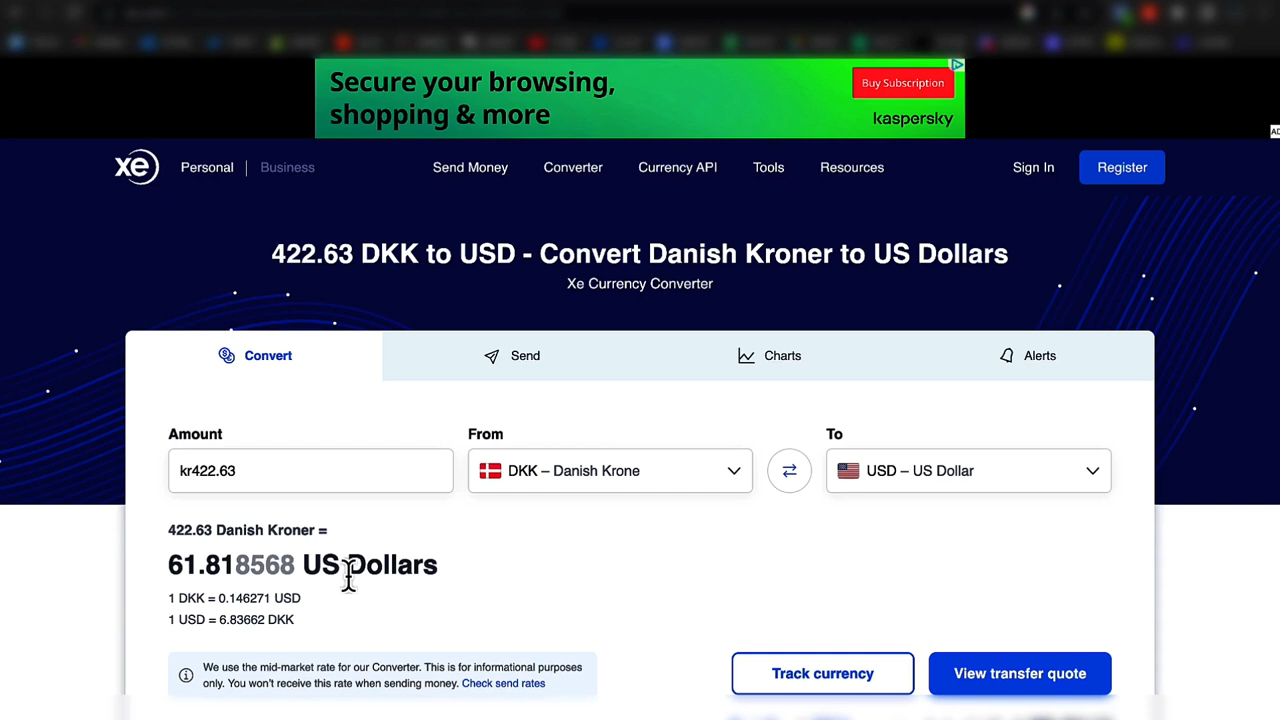 Secure your browsing,
shopping & more
Buy Subscription
kaspersky
AD
xe
Personal
Business
Send Money
Converter
Currency API
Tools
Resources
Sign In
Register
422.63 DKK to USD - Convert Danish Kroner to US Dollars
Xe Currency Converter
Convert
Send
Charts
Alerts
Amount
From
To
kr422.63
DKK – Danish Krone
USD – US Dollar
422.63 Danish Kroner =
61.818568 US Dollars
1 DKK = 0.146271 USD
1 USD = 6.83662 DKK
We use the mid-market rate for our Converter. This is for informational purposes
only. You won't receive this rate when sending money. Check send rates
Track currency
View transfer quote